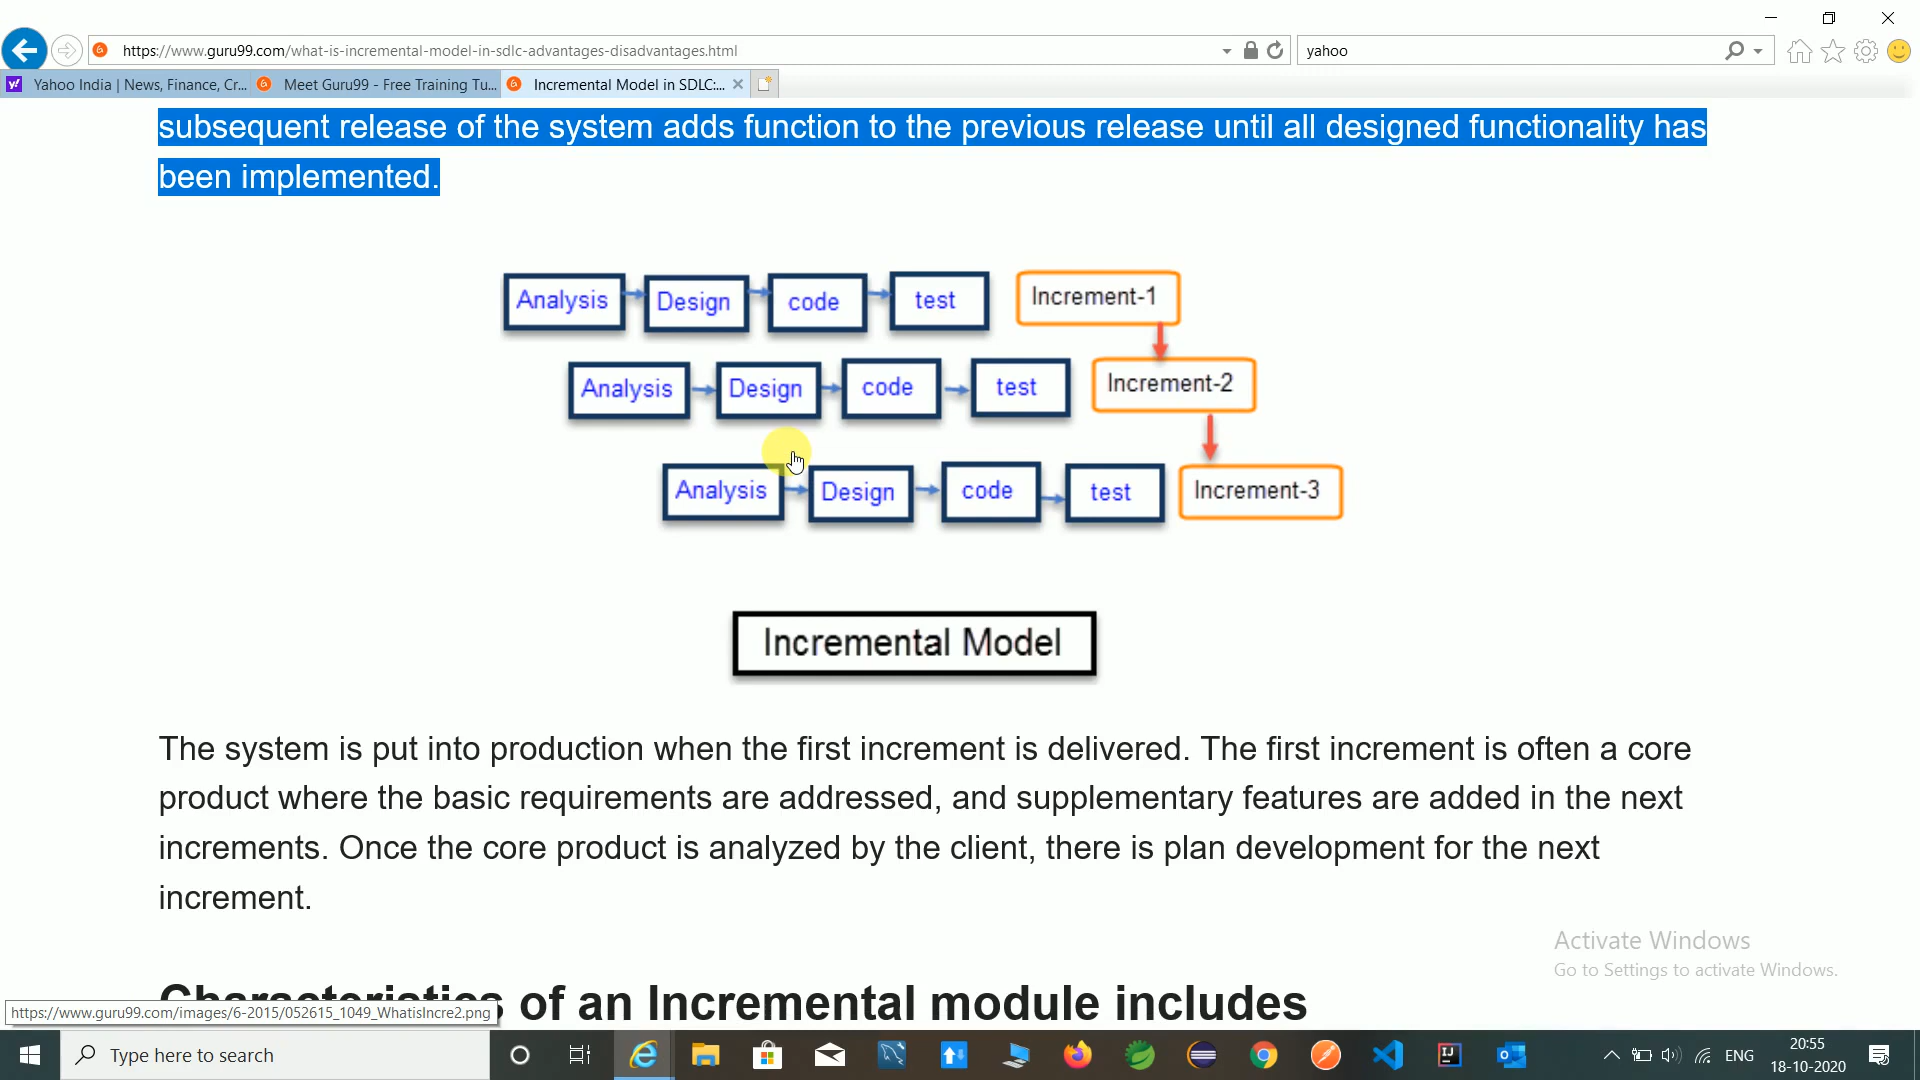 https://www.guru99.com/what-is-incremental-model-in-sdlc-advantages-disadvantages.html
yahoo
Yahoo India | News, Finance, Cr...
Meet Guru99 - Free Training Tu...
Incremental Model in SDLC:...
subsequent release of the system adds function to the previous release until all designed functionality has
been implemented.
Analysis Design code test Increment-1
Analysis Design code test Increment-2
Analysis Design code test Increment-3
Incremental Model
The system is put into production when the first increment is delivered. The first increment is often a core
product where the basic requirements are addressed, and supplementary features are added in the next
increments. Once the core product is analyzed by the client, there is plan development for the next
increment.
Activate Windows
Go to Settings to activate Windows.
Characteristics of an Incremental module includes
https://www.guru99.com/images/6-2015/052615_1049_WhatisIncre2.png
Type here to search
ENG
20:55
18-10-2020